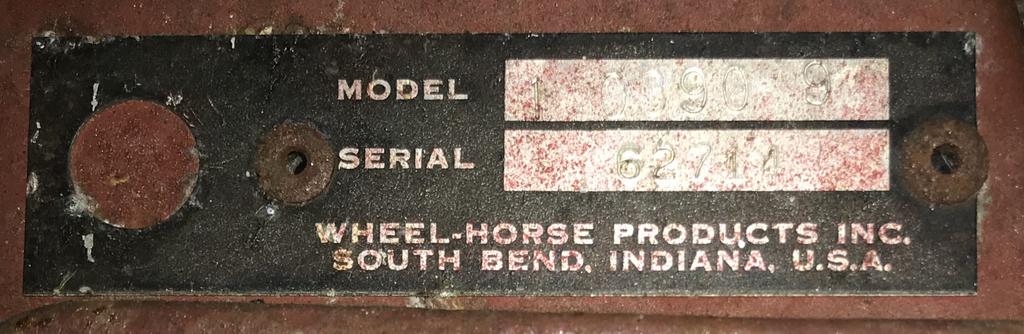 MODEL
SERIAL 62714
WHEEL-HORSE PRODUCTS INC.
SOUTH BEND, INDIANA, U.S.A.